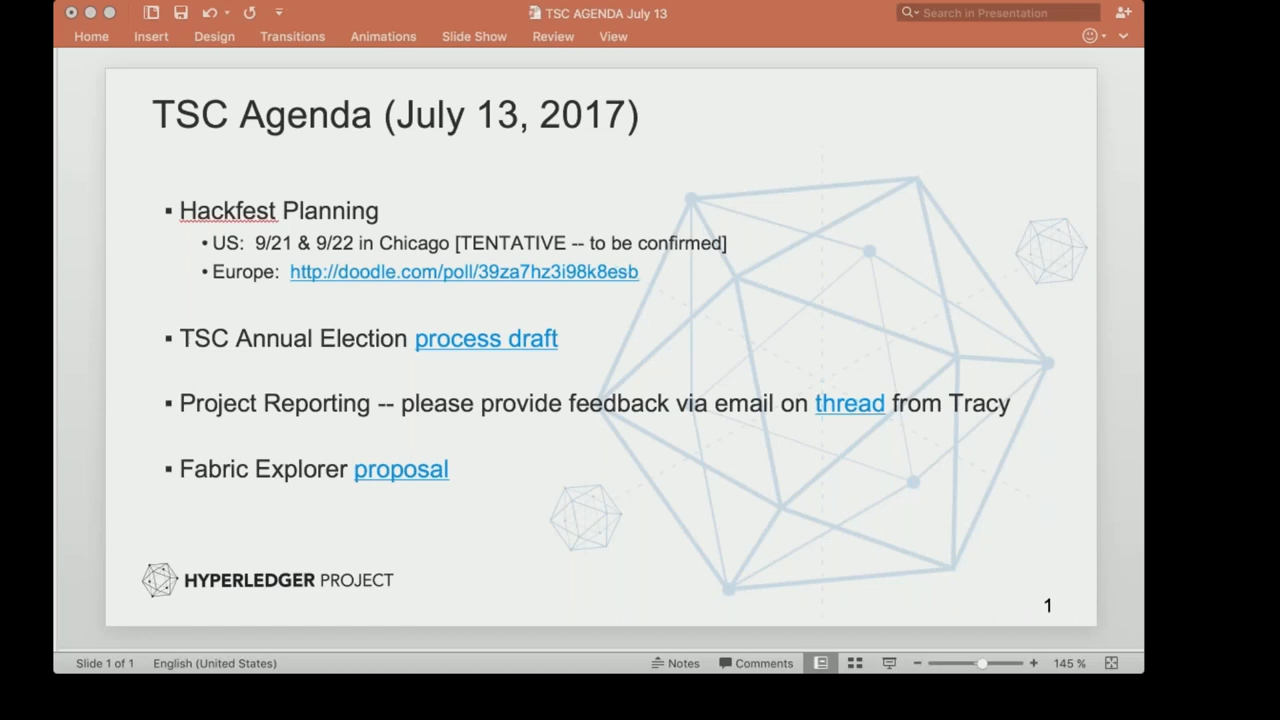 TSC AGENDA July 13
Search in Presentation
Home Insert Design Transitions Animations Slide Show Review View
TSC Agenda (July 13, 2017)
▪ Hackfest Planning
• US: 9/21 & 9/22 in Chicago [TENTATIVE -- to be confirmed]
• Europe: http://doodle.com/poll/39za7hz3i98k8esb
▪ TSC Annual Election process draft
▪ Project Reporting -- please provide feedback via email on thread from Tracy
▪ Fabric Explorer proposal
HYPERLEDGER PROJECT
1
Slide 1 of 1 English (United States) Notes Comments 145 %